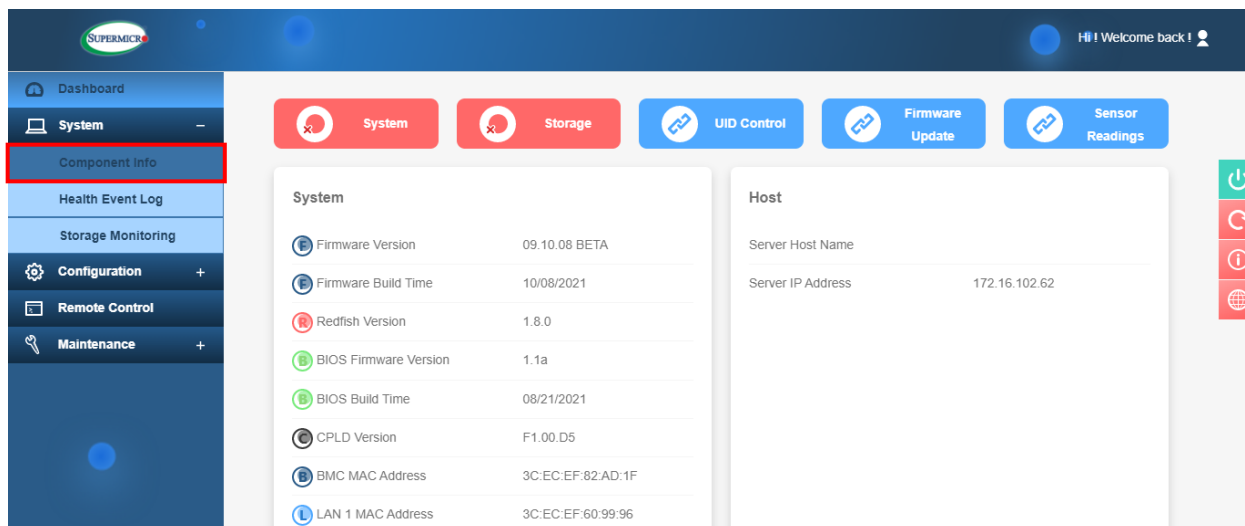 SUPERMICRO
Hi ! Welcome back !
Dashboard
System –
Component Info
Health Event Log
Storage Monitoring
Configuration +
Remote Control
Maintenance +
System
Storage
UID Control
Firmware
Update
Sensor
Readings
System
F Firmware Version 09.10.08 BETA
F Firmware Build Time 10/08/2021
R Redfish Version 1.8.0
B BIOS Firmware Version 1.1a
B BIOS Build Time 08/21/2021
C CPLD Version F1.00.D5
B BMC MAC Address 3C:EC:EF:82:AD:1F
L LAN 1 MAC Address 3C:EC:EF:60:99:96
Host
Server Host Name
Server IP Address 172.16.102.62